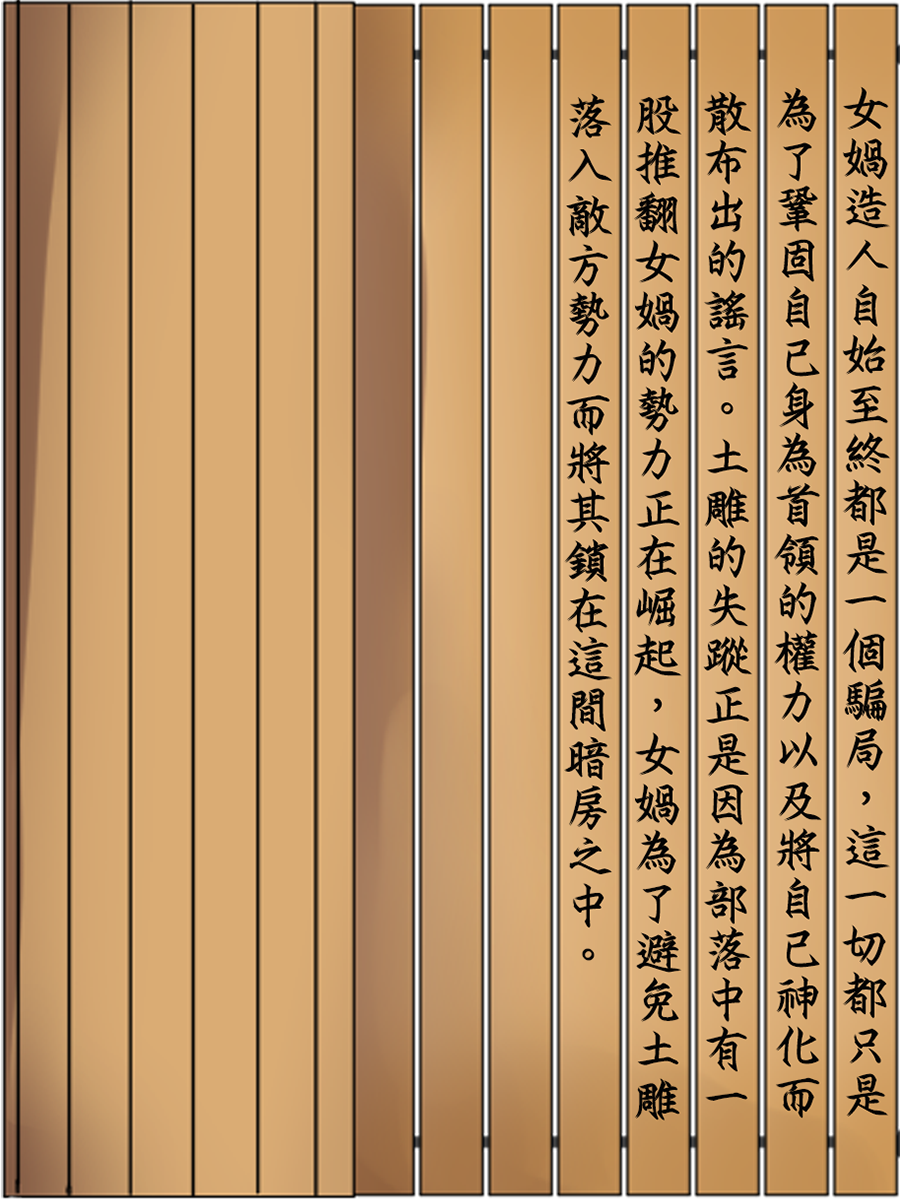 女媧造人自始至終都是一個騙局，這一切都只是
為了鞏固自己身為首領的權力以及將自己神化而
散布出的謠言。土雕的失蹤正是因為部落中有一
股推翻女媧的勢力正在崛起，女媧為了避免土雕
落入敵方勢力而將其鎖在這間暗房之中。